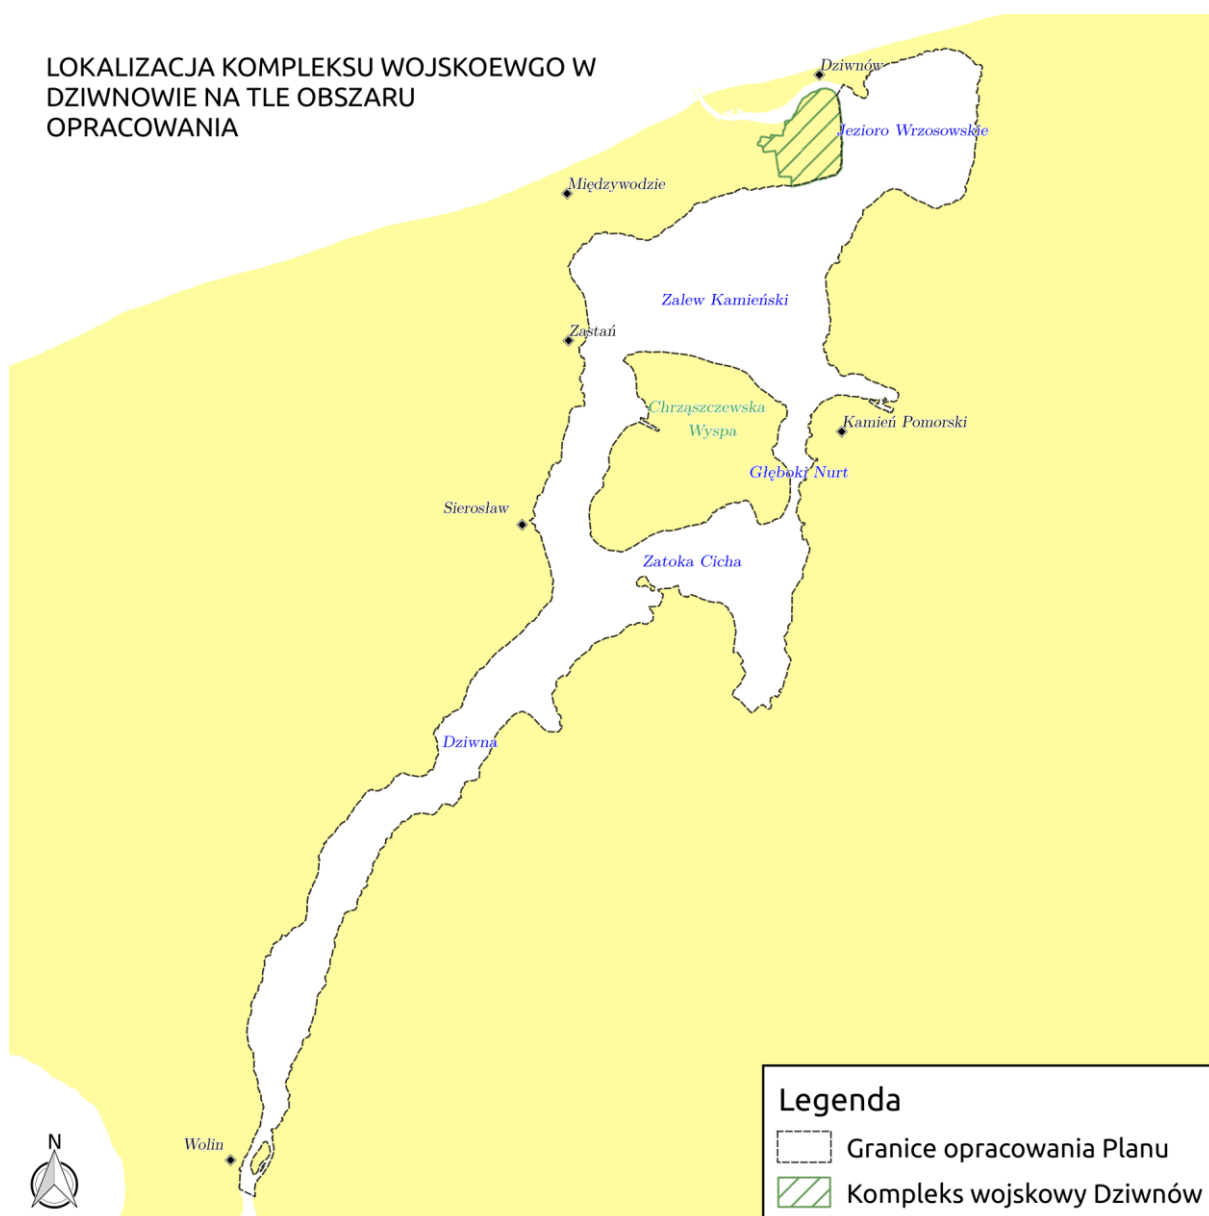 LOKALIZACJA KOMPLEKSU WOJSKOEWGO W
DZIWNOWIE NA TLE OBSZARU
OPRACOWANIA
Dziwnów
Jezioro Wrzosowskie
Międzywodzie
Zalew Kamieński
Zastań
Chrząszczewska
Wyspa
Kamień Pomorski
Głęboki Nurt
Sierosław
Zatoka Cicha
Dziwna
Wolin
N
Legenda
Granice opracowania Planu
Kompleks wojskowy Dziwnów